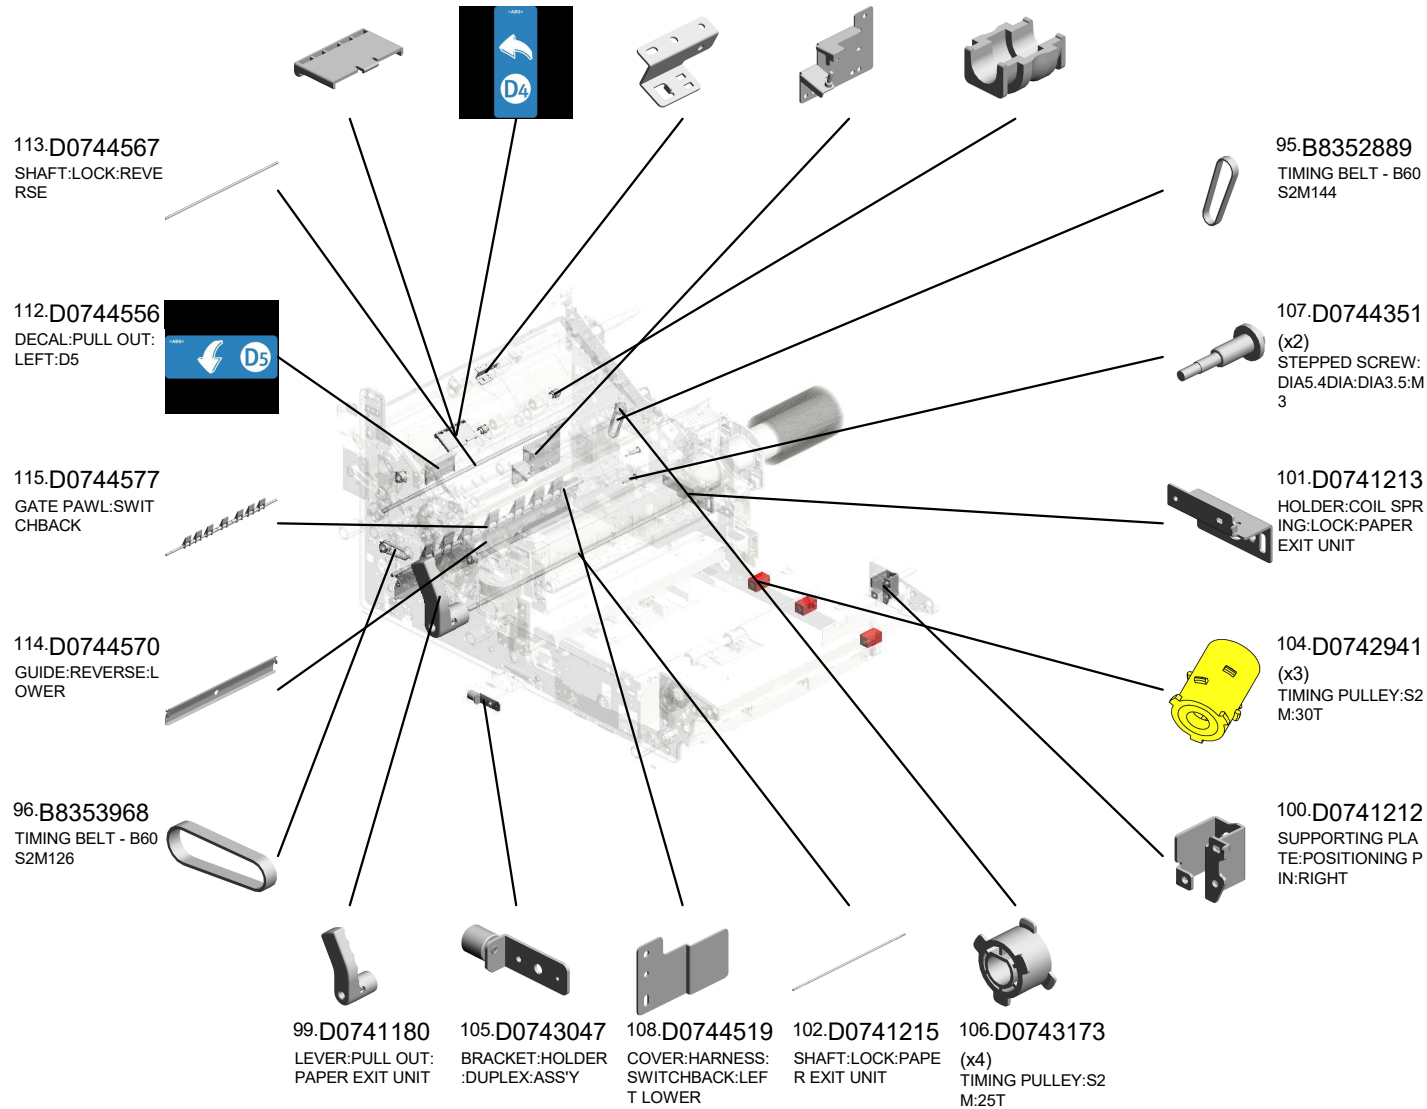 >ABS<
D4
113.D0744567
SHAFT:LOCK:REVE
RSE
95.B8352889
TIMING BELT - B60
S2M144
112.D0744556
DECAL:PULL OUT:
LEFT:D5
>ABS<
D5
107.D0744351
(x2)
STEPPED SCREW:
DIA5.4DIA:DIA3.5:M
3
115.D0744577
GATE PAWL:SWIT
CHBACK
101.D0741213
HOLDER:COIL SPR
ING:LOCK:PAPER
EXIT UNIT
114.D0744570
GUIDE:REVERSE:L
OWER
104.D0742941
(x3)
TIMING PULLEY:S2
M:30T
96.B8353968
TIMING BELT - B60
S2M126
100.D0741212
SUPPORTING PLA
TE:POSITIONING P
IN:RIGHT
99.D0741180
LEVER:PULL OUT:
PAPER EXIT UNIT
105.D0743047
BRACKET:HOLDER
:DUPLEX:ASS'Y
108.D0744519
COVER:HARNESS:
SWITCHBACK:LEF
T LOWER
102.D0741215
SHAFT:LOCK:PAPE
R EXIT UNIT
106.D0743173
(x4)
TIMING PULLEY:S2
M:25T